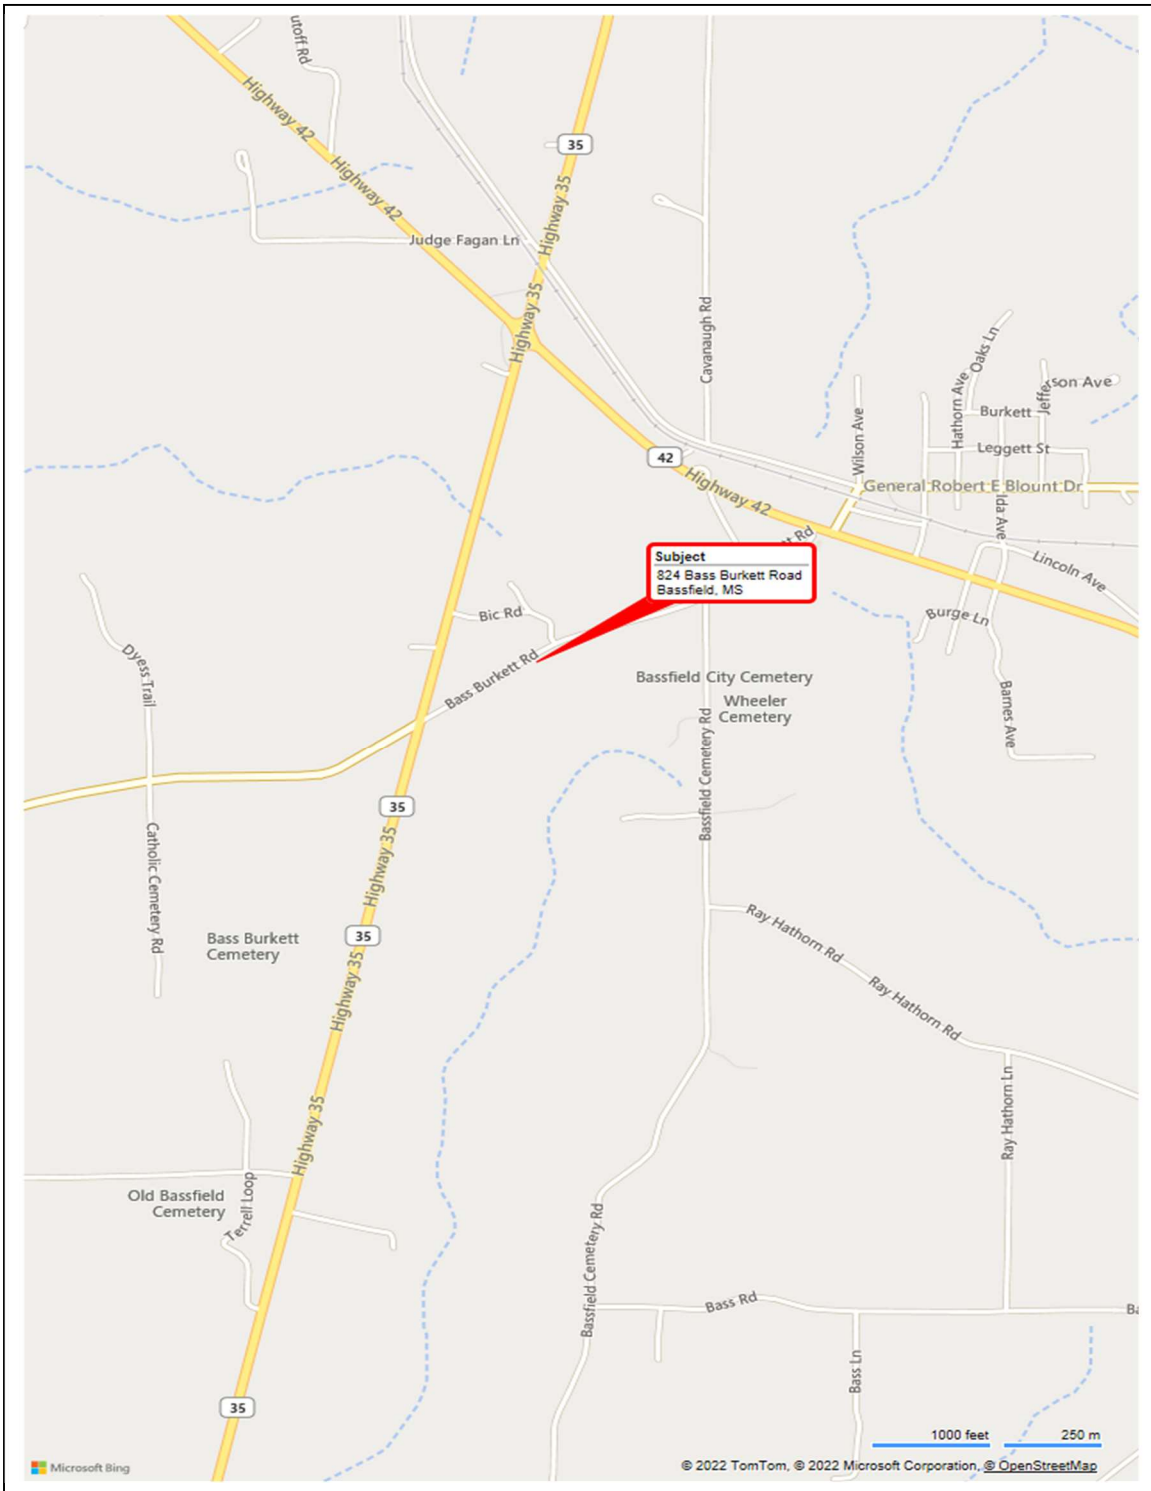 utoff Rd
Highway 42
35
Highway 42
Highway 35
Judge Fagan Ln
Highway 35
Cavanaugh Rd
Oaks Ln
Hathorn Ave
Jeffe
rson Ave
Burkett
Wilson Ave
Leggett St
42
Highway 42
General Robert E Blount Dr
Ida Ave
tt Rd
Lincoln Ave
Subject
824 Bass Burkett Road
Bassfield, MS
Bic Rd
Burge Ln
Dyess Trail
Bass Burkett Rd
Bassfield City Cemetery
Wheeler
Cemetery
Barnes Ave
Bassfield Cemetery Rd
35
Highway 35
Catholic Cemetery Rd
Bass Burkett
Cemetery
35
Ray Hathorn Rd
Highway 35
Ray Hathorn Rd
Ray Hathorn Ln
Highway 35
Old Bassfield
Cemetery
Terrell Loop
Bassfield Cemetery Rd
Bass Rd
Ba
Bass Ln
35
1000 feet
250 m
Microsoft Bing
© 2022 TomTom, © 2022 Microsoft Corporation, © OpenStreetMap